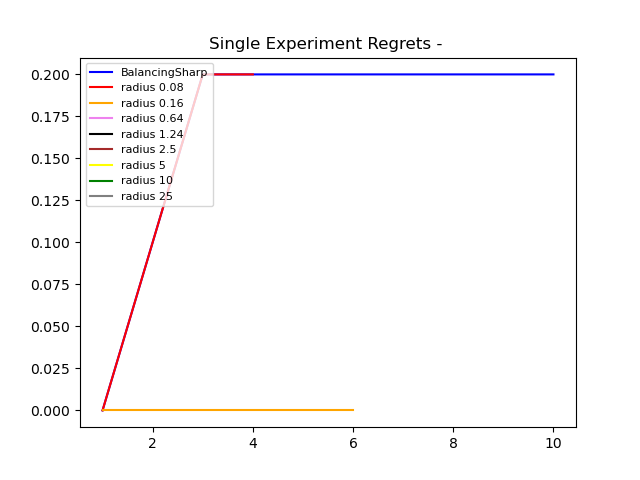 Single Experiment Regrets -
0.200
0.175
0.150
0.125
0.100
0.075
0.050
0.025
0.000
BalancingSharp
radius 0.08
radius 0.16
radius 0.64
radius 1.24
radius 2.5
radius 5
radius 10
radius 25
2
4
6
8
10